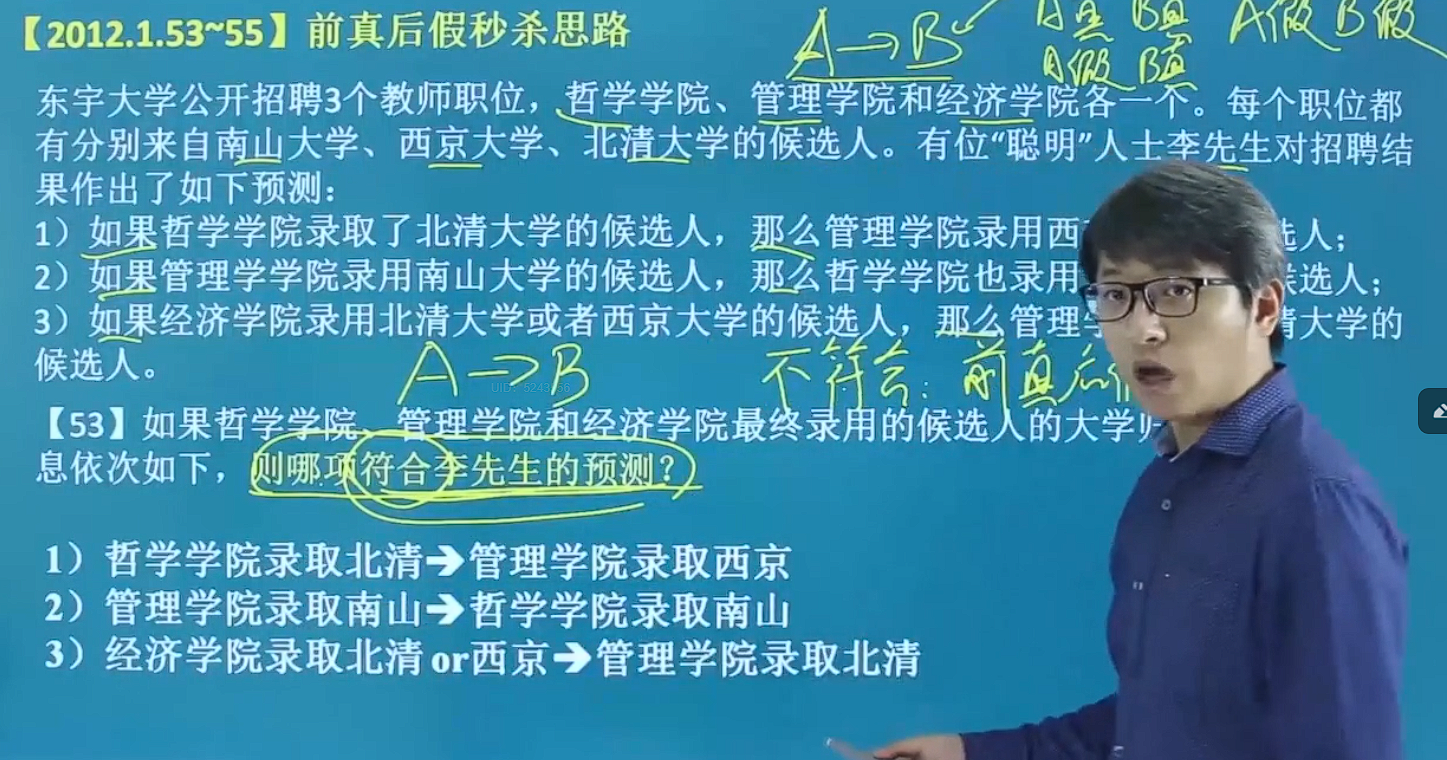 【2012.1.53~55】前真后假秒杀思路
A→B
A真 B真
A假 B真
A假 B假
东宇大学公开招聘3个教师职位，哲学学院、管理学院和经济学院各一个。每个职位都
有分别来自南山大学、西京大学、北清大学的候选人。有位“聪明”人士李先生对招聘结
果作出了如下预测：
1）如果哲学学院录取了北清大学的候选人，那么管理学院录用西 选人；
2）如果管理学学院录用南山大学的候选人，那么哲学学院也录用 候选人；
3）如果经济学院录用北清大学或者西京大学的候选人，那么管理 清大学的
候选人。
A→B
UID：
不符合：前真后
【53】如果哲学学院、管理学院和经济学院最终录用的候选人的大学
息依次如下，则哪项符合李先生的预测？
1）哲学学院录取北清➔管理学院录取西京
2）管理学院录取南山➔哲学学院录取南山
3）经济学院录取北清or西京➔管理学院录取北清